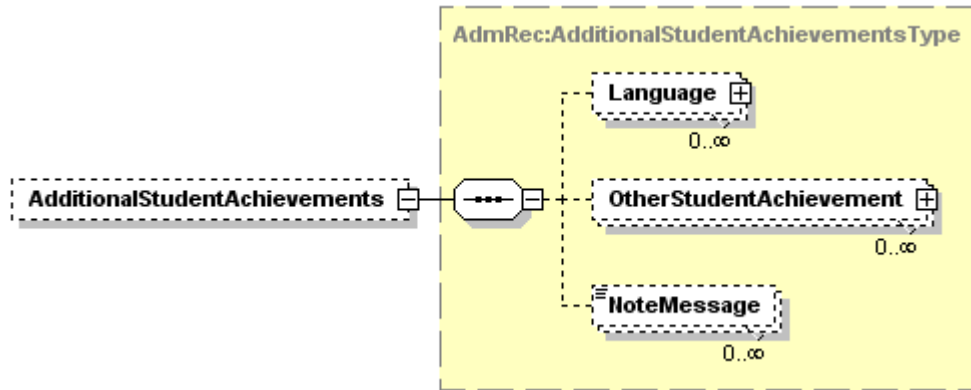 AdmRec:AdditionalStudentAchievementsType
Language
0..∞
AdditionalStudentAchievements
OtherStudentAchievement
0..∞
NoteMessage
0..∞